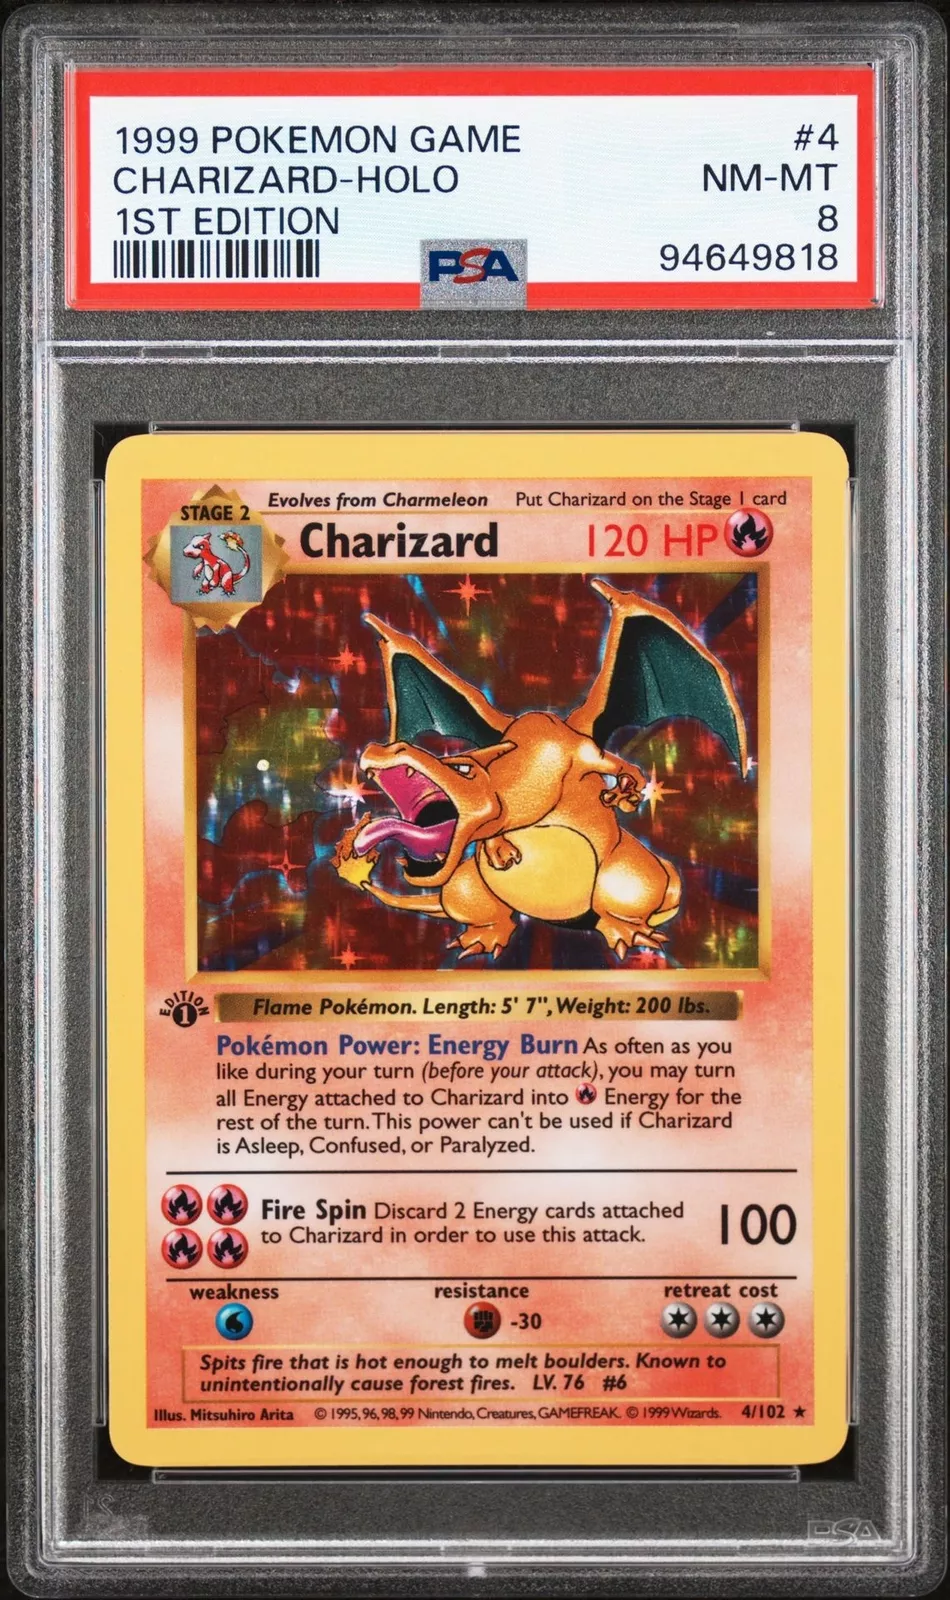 1999 POKEMON GAME #4
CHARIZARD-HOLO NM-MT
1ST EDITION 8
PSA 94649818
STAGE 2
Evolves from Charmeleon Put Charizard on the Stage 1 card
Charizard 120 HP
EDITION
1
Flame Pokémon. Length: 5' 7", Weight: 200 lbs.
Pokémon Power: Energy Burn As often as you
like during your turn (before your attack), you may turn
all Energy attached to Charizard into Energy for the
rest of the turn. This power can't be used if Charizard
is Asleep, Confused, or Paralyzed.
Fire Spin Discard 2 Energy cards attached
to Charizard in order to use this attack. 100
weakness resistance retreat cost
-30
Spits fire that is hot enough to melt boulders. Known to
unintentionally cause forest fires. LV. 76 #6
Illus. Mitsuhiro Arita © 1995, 96, 98, 99 Nintendo, Creatures, GAMEFREAK. © 1999 Wizards. 4/102 ★
PSA